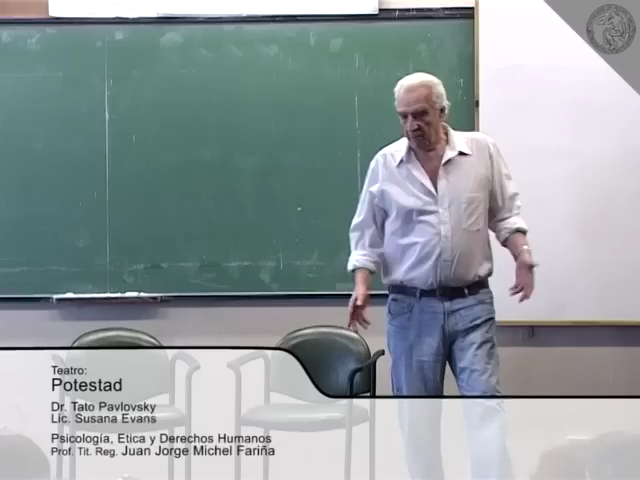 Teatro:
Potestad
Dr. Tato Pavlovsky
Lic. Susana Evans
Psicología, Etica y Derechos Humanos
Prof. Tit. Reg. Juan Jorge Michel Fariña